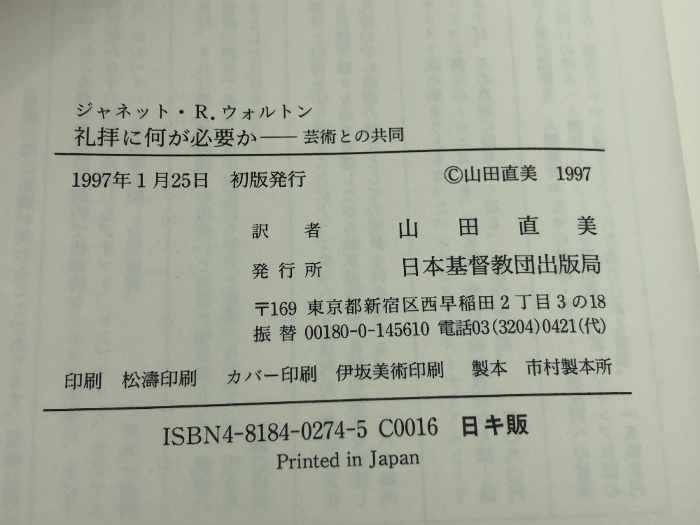 ジャネット・R. ウォルトン
礼拝に何が必要か―― 芸術との共同
1997年1月25日 初版発行 ©山田直美 1997
訳者 山田直美
発行所 日本基督教団出版局
〒169 東京都新宿区西早稲田2丁目3の18
振替 00180-0-145610 電話03(3204)0421(代)
印刷 松濤印刷 カバー印刷 伊坂美術印刷 製本 市村製本所
ISBN4-8184-0274-5 C0016 日キ販
Printed in Japan